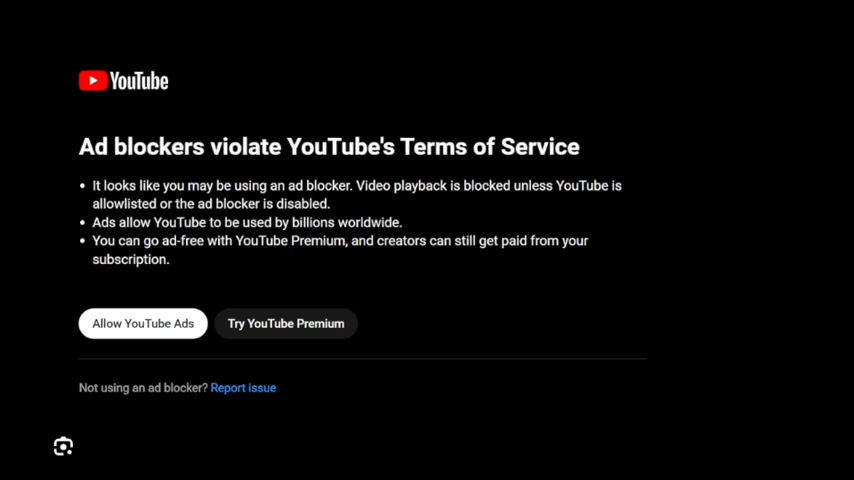 YouTube
Ad blockers violate YouTube's Terms of Service
• It looks like you may be using an ad blocker. Video playback is blocked unless YouTube is
allowlisted or the ad blocker is disabled.
• Ads allow YouTube to be used by billions worldwide.
• You can go ad-free with YouTube Premium, and creators can still get paid from your
subscription.
Allow YouTube Ads Try YouTube Premium
Not using an ad blocker? Report issue